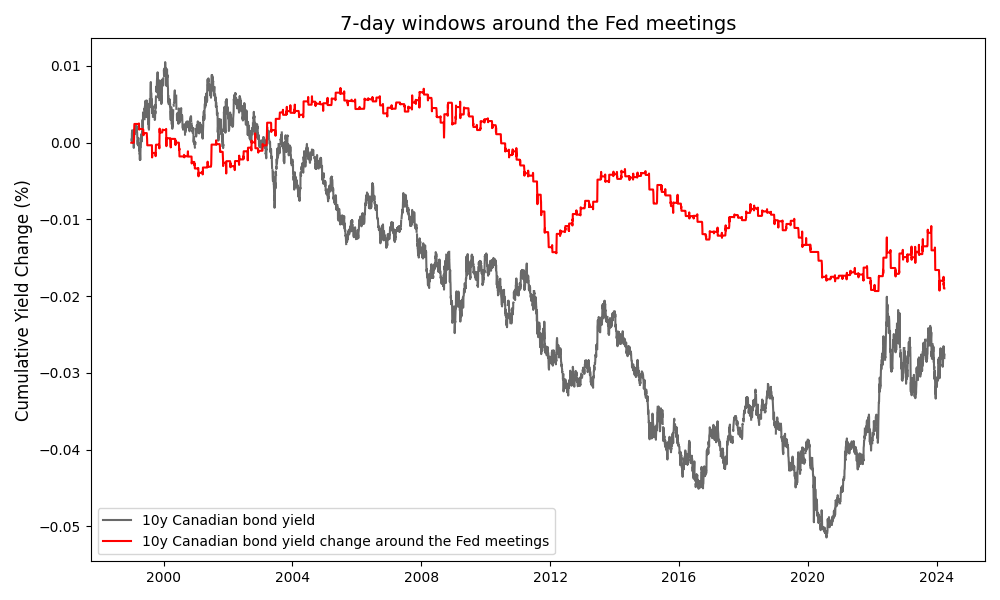 7-day windows around the Fed meetings
Cumulative Yield Change (%)
0.01
0.00
−0.01
−0.02
−0.03
−0.04
−0.05
10y Canadian bond yield
10y Canadian bond yield change around the Fed meetings
2000 2004 2008 2012 2016 2020 2024